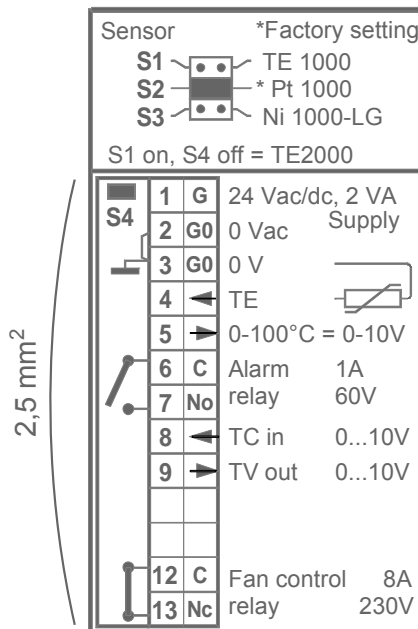 Sensor *Factory setting
S1 TE 1000
S2 * Pt 1000
S3 Ni 1000-LG
S1 on, S4 off = TE2000
S4
2,5 mm²
1 G 24 Vac/dc, 2 VA
Supply
2 G0 0 Vac
3 G0 0 V
4 TE
5 0-100°C = 0-10V
6 C Alarm 1A
7 No relay 60V
8 TC in 0...10V
9 TV out 0...10V
12 C Fan control 8A
13 Nc relay 230V